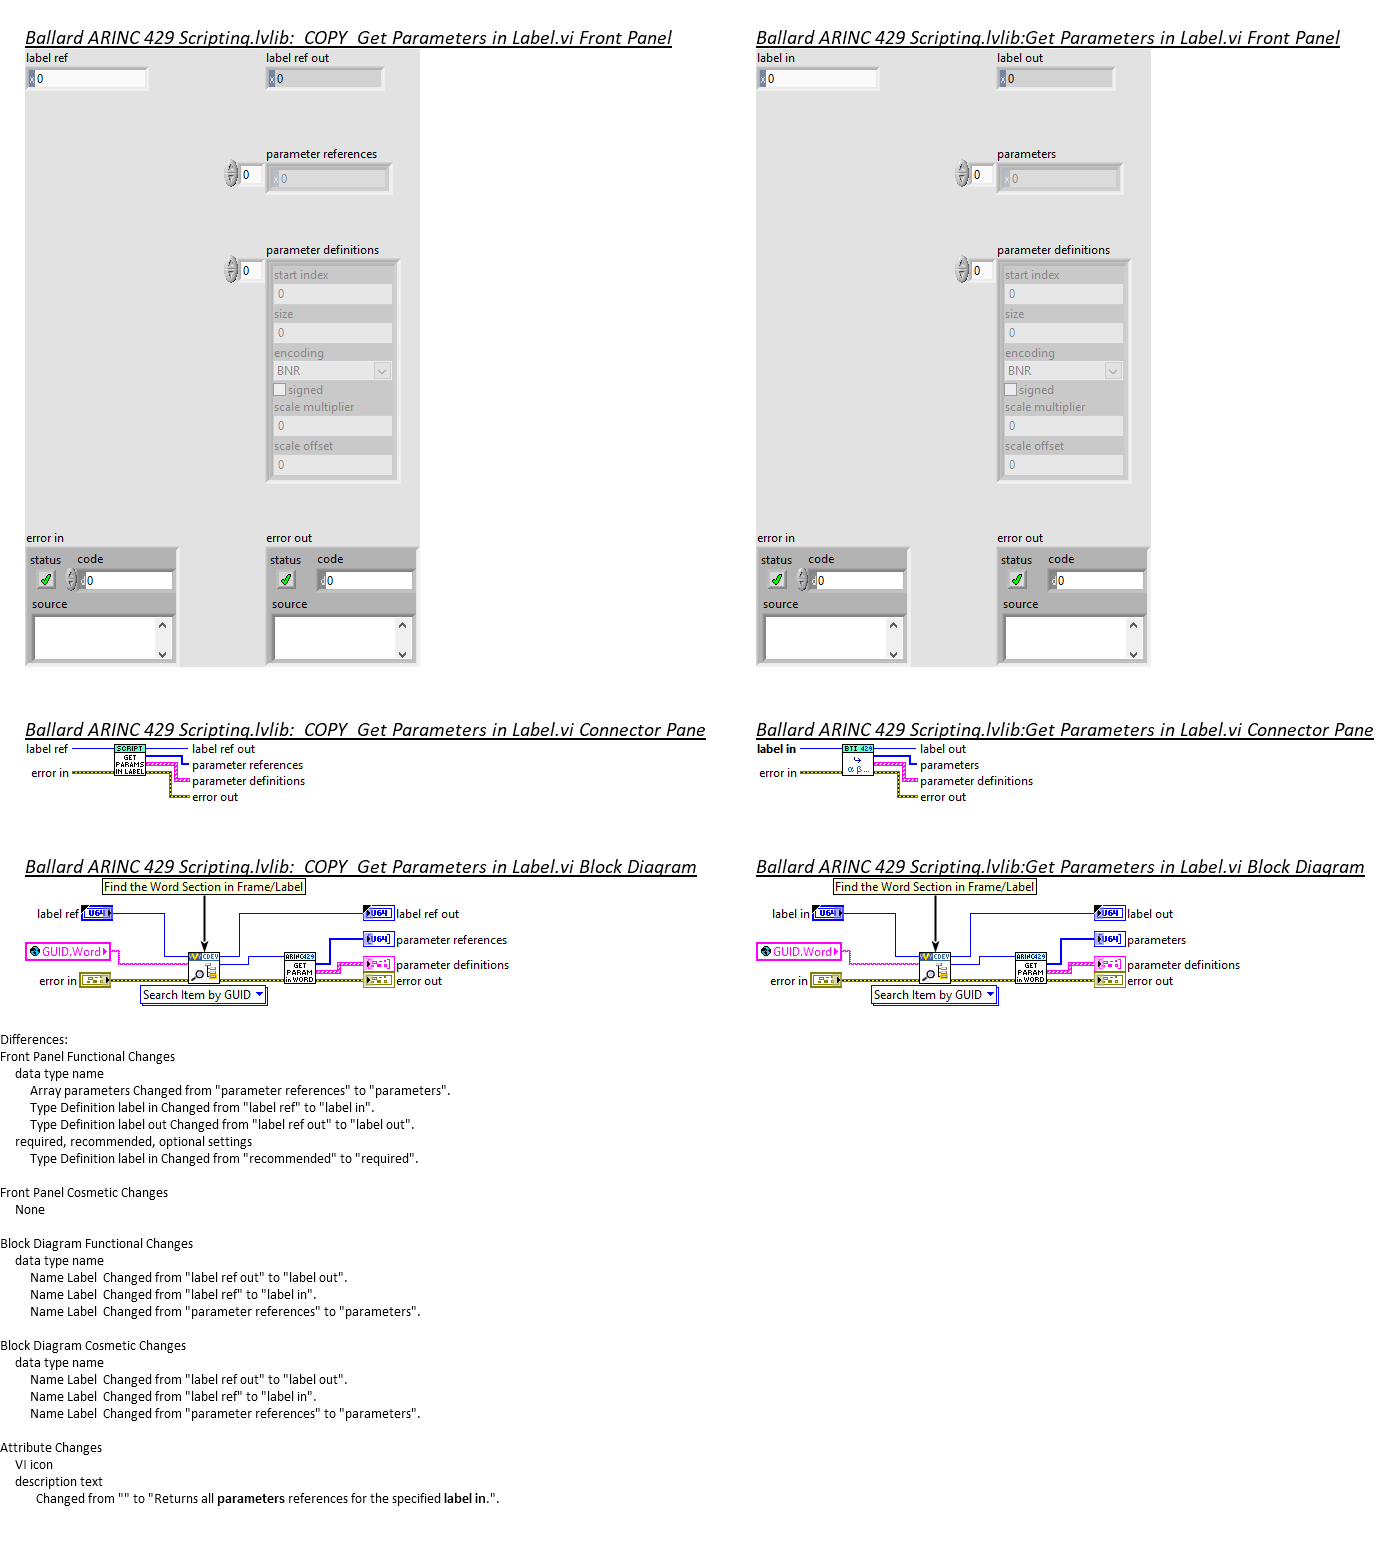 Ballard ARINC 429 Scripting.lvlib:  COPY  Get Parameters in Label.vi Front Panel
label ref
label ref out
0
0
parameter references
0
0
parameter definitions
0
start index
0
size
0
encoding
BNR
signed
scale multiplier
0
scale offset
0
error in
error out
status code
status code
0
0
source
source
Ballard ARINC 429 Scripting.lvlib:Get Parameters in Label.vi Front Panel
label in
label out
0
0
parameters
0
0
parameter definitions
0
start index
0
size
0
encoding
BNR
signed
scale multiplier
0
scale offset
0
error in
error out
status code
status code
0
0
source
source
Ballard ARINC 429 Scripting.lvlib:  COPY  Get Parameters in Label.vi Connector Pane
label ref
error in
SCRIPT
GET
PARAMS
IN LABEL
label ref out
parameter references
parameter definitions
error out
Ballard ARINC 429 Scripting.lvlib:Get Parameters in Label.vi Connector Pane
label in
error in
BTI 429
α β ...
label out
parameters
parameter definitions
error out
Ballard ARINC 429 Scripting.lvlib:  COPY  Get Parameters in Label.vi Block Diagram
Find the Word Section in Frame/Label
label ref
U64
U64
label ref out
U64
parameter references
GUID.Word
CDEV
ARINC429
GET
PARAM
in WORD
parameter definitions
error in
error out
Search Item by GUID
Ballard ARINC 429 Scripting.lvlib:Get Parameters in Label.vi Block Diagram
Find the Word Section in Frame/Label
label in
U64
U64
label out
U64
parameters
GUID.Word
CDEV
ARINC429
GET
PARAM
in WORD
parameter definitions
error in
error out
Search Item by GUID
Differences:
Front Panel Functional Changes
data type name
Array parameters Changed from "parameter references" to "parameters".
Type Definition label in Changed from "label ref" to "label in".
Type Definition label out Changed from "label ref out" to "label out".
required, recommended, optional settings
Type Definition label in Changed from "recommended" to "required".
Front Panel Cosmetic Changes
None
Block Diagram Functional Changes
data type name
Name Label  Changed from "label ref out" to "label out".
Name Label  Changed from "label ref" to "label in".
Name Label  Changed from "parameter references" to "parameters".
Block Diagram Cosmetic Changes
data type name
Name Label  Changed from "label ref out" to "label out".
Name Label  Changed from "label ref" to "label in".
Name Label  Changed from "parameter references" to "parameters".
Attribute Changes
VI icon
description text
Changed from "" to "Returns all parameters references for the specified label in.".